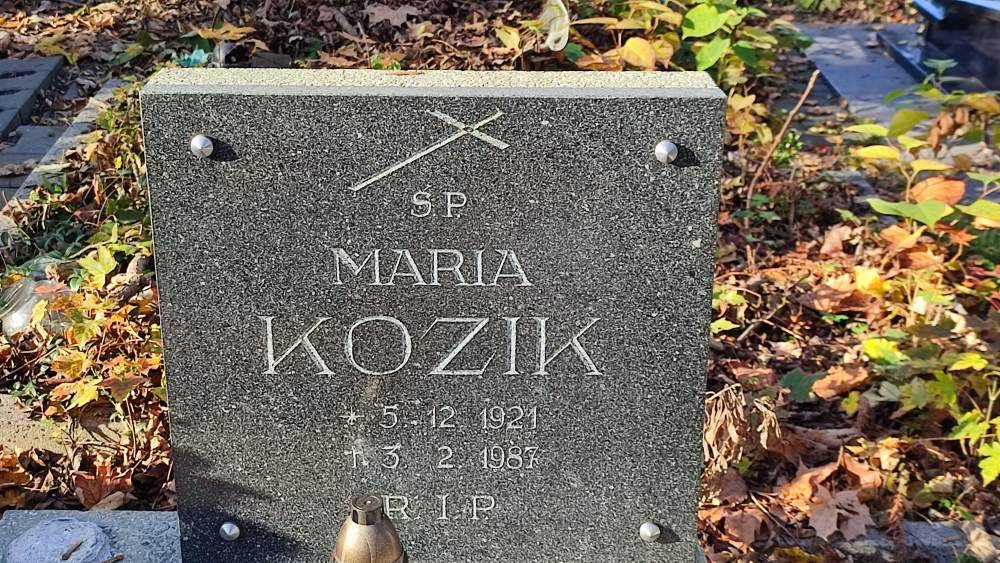 Ś.P.
MARIA
KOZIK
* 5. 12 1921
† 3. 2. 1987
R. I. P.